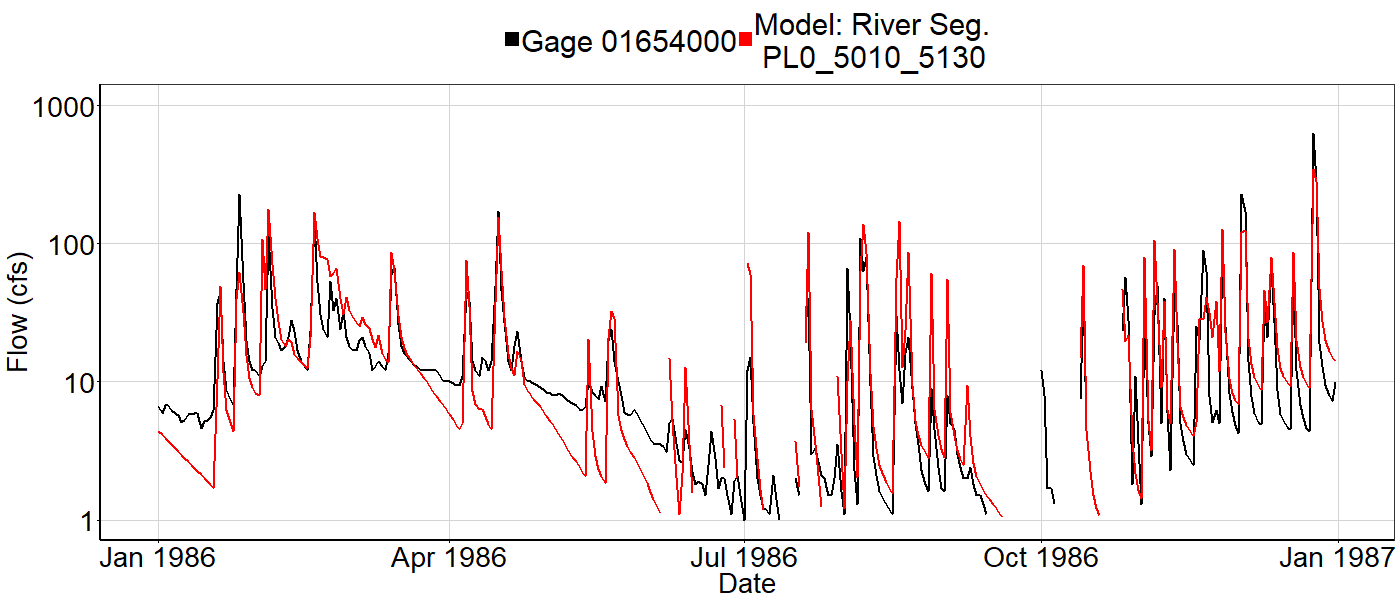 Gage 01654000
Model: River Seg.
PL0_5010_5130
1000
100
10
1
Flow (cfs)
Jan 1986
Apr 1986
Jul 1986
Oct 1986
Jan 1987
Date